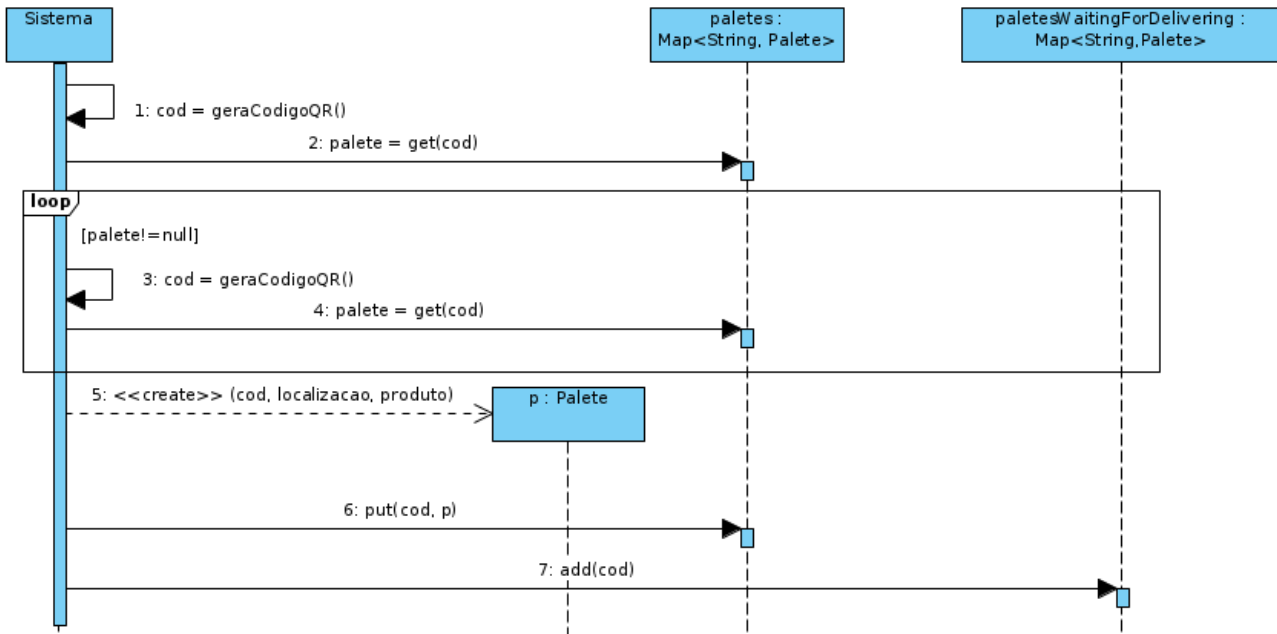 Sistema
paletes :
Map<String, Palete>
paletesWaitingForDelivering :
Map<String,Palete>
1: cod = geraCodigoQR()
2: palete = get(cod)
loop
[palete!=null]
3: cod = geraCodigoQR()
4: palete = get(cod)
5: <<create>> (cod, localizacao, produto)
p : Palete
6: put(cod, p)
7: add(cod)